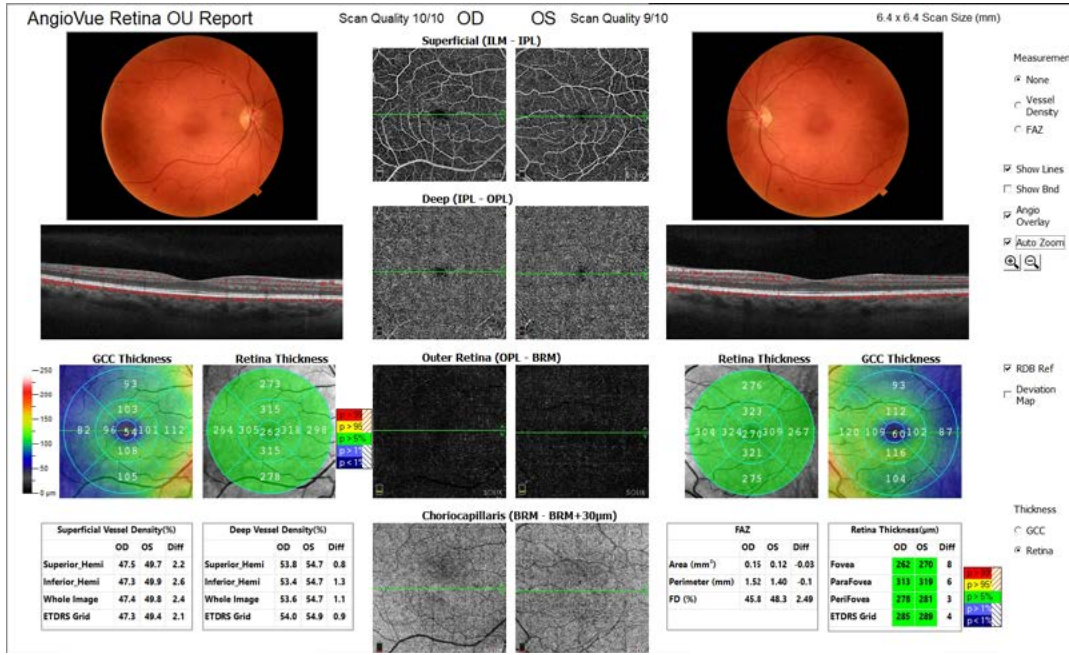 AngioVue Retina OU Report
Scan Quality 10/10 OD OS Scan Quality 9/10
6.4 x 6.4 Scan Size (mm)
Superficial (ILM - IPL)
Measurement
None
Vessel
Density
FAZ
Show Lines
Show Bnd
Angio
Overlay
Auto Zoom
Deep (IPL - OPL)
Outer Retina (OPL - BRM)
GCC Thickness
Retina Thickness
Retina Thickness
GCC Thickness
250
200
150
100
50
0 µm
93
103
82 96 54 101 112
108
105
273
315
264 305 262 318 298
315
278
p > 5%
p > 1%
p < 1%
276
323
304 324 270 309 267
321
275
93
112
120 109 60 102 87
116
104
RDB Ref
Deviation
Map
Choriocapillaris (BRM - BRM+30µm)
Superficial Vessel Density(%)
OD OS Diff
Superior_Hemi 47.5 49.7 2.2
Inferior_Hemi 47.3 49.9 2.6
Whole Image 47.4 49.8 2.4
ETDRS Grid 47.3 49.4 2.1
Deep Vessel Density(%)
OD OS Diff
Superior_Hemi 53.8 54.7 0.8
Inferior_Hemi 53.4 54.7 1.3
Whole Image 53.6 54.7 1.1
ETDRS Grid 54.0 54.9 0.9
FAZ
OD OS Diff
Area (mm²) 0.15 0.12 -0.03
Perimeter (mm) 1.52 1.40 -0.1
FD (%) 45.8 48.3 2.49
Retina Thickness(µm)
OD OS Diff
Fovea 262 270 8
ParaFovea 313 319 6
PeriFovea 278 281 3
ETDRS Grid 285 289 4
p > 5%
p > 1%
p < 1%
Thickness
GCC
Retina